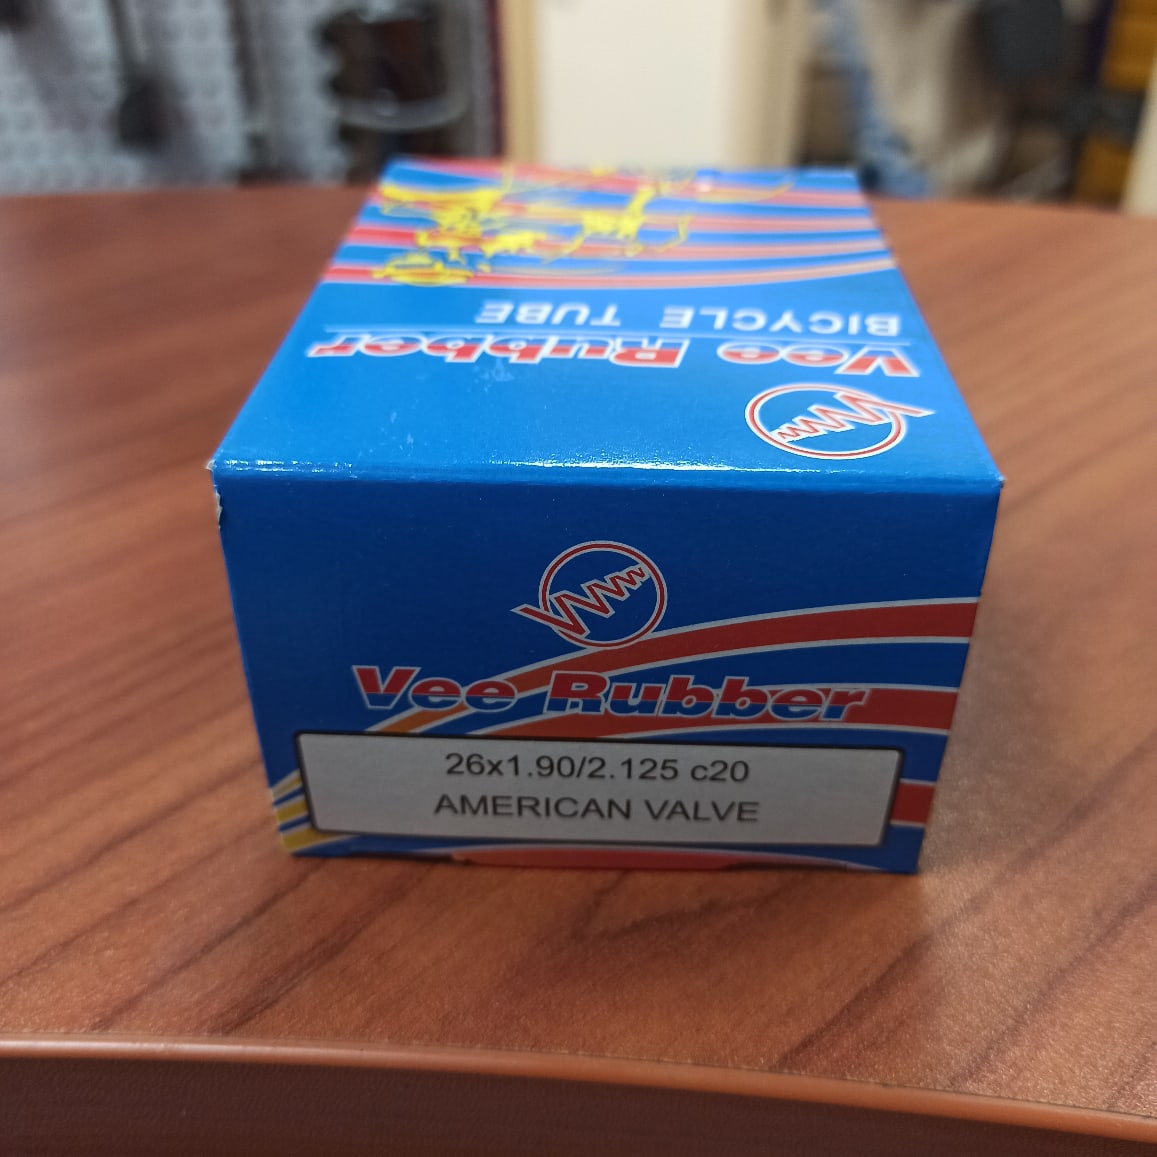 BICYCLE TUBE
Vee Rubber
Vee Rubber
26x1.90/2.125 c20
AMERICAN VALVE